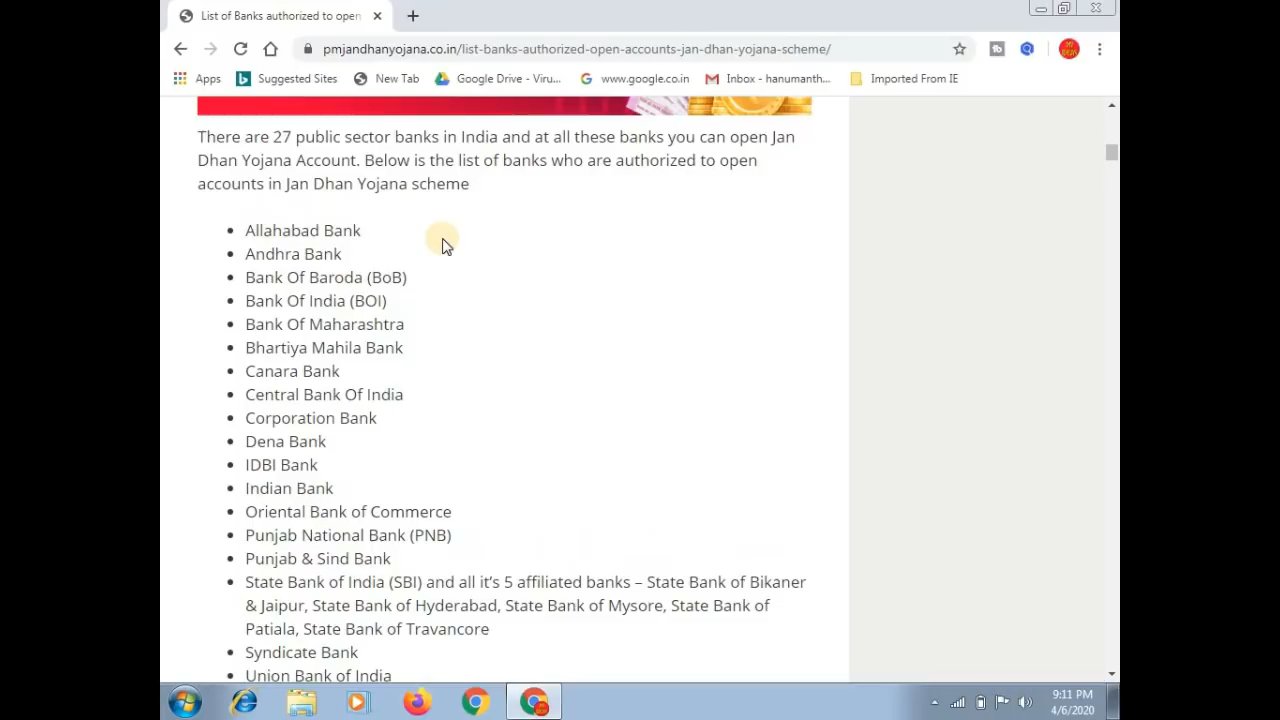 List of Banks authorized to open
pmjandhanyojana.co.in/list-banks-authorized-open-accounts-jan-dhan-yojana-scheme/
Apps Suggested Sites New Tab Google Drive - Viru... www.google.co.in Inbox - hanumanth... Imported From IE
There are 27 public sector banks in India and at all these banks you can open Jan
Dhan Yojana Account. Below is the list of banks who are authorized to open
accounts in Jan Dhan Yojana scheme
• Allahabad Bank
• Andhra Bank
• Bank Of Baroda (BoB)
• Bank Of India (BOI)
• Bank Of Maharashtra
• Bhartiya Mahila Bank
• Canara Bank
• Central Bank Of India
• Corporation Bank
• Dena Bank
• IDBI Bank
• Indian Bank
• Oriental Bank of Commerce
• Punjab National Bank (PNB)
• Punjab & Sind Bank
• State Bank of India (SBI) and all it's 5 affiliated banks – State Bank of Bikaner
& Jaipur, State Bank of Hyderabad, State Bank of Mysore, State Bank of
Patiala, State Bank of Travancore
• Syndicate Bank
• Union Bank of India
9:11 PM
4/6/2020